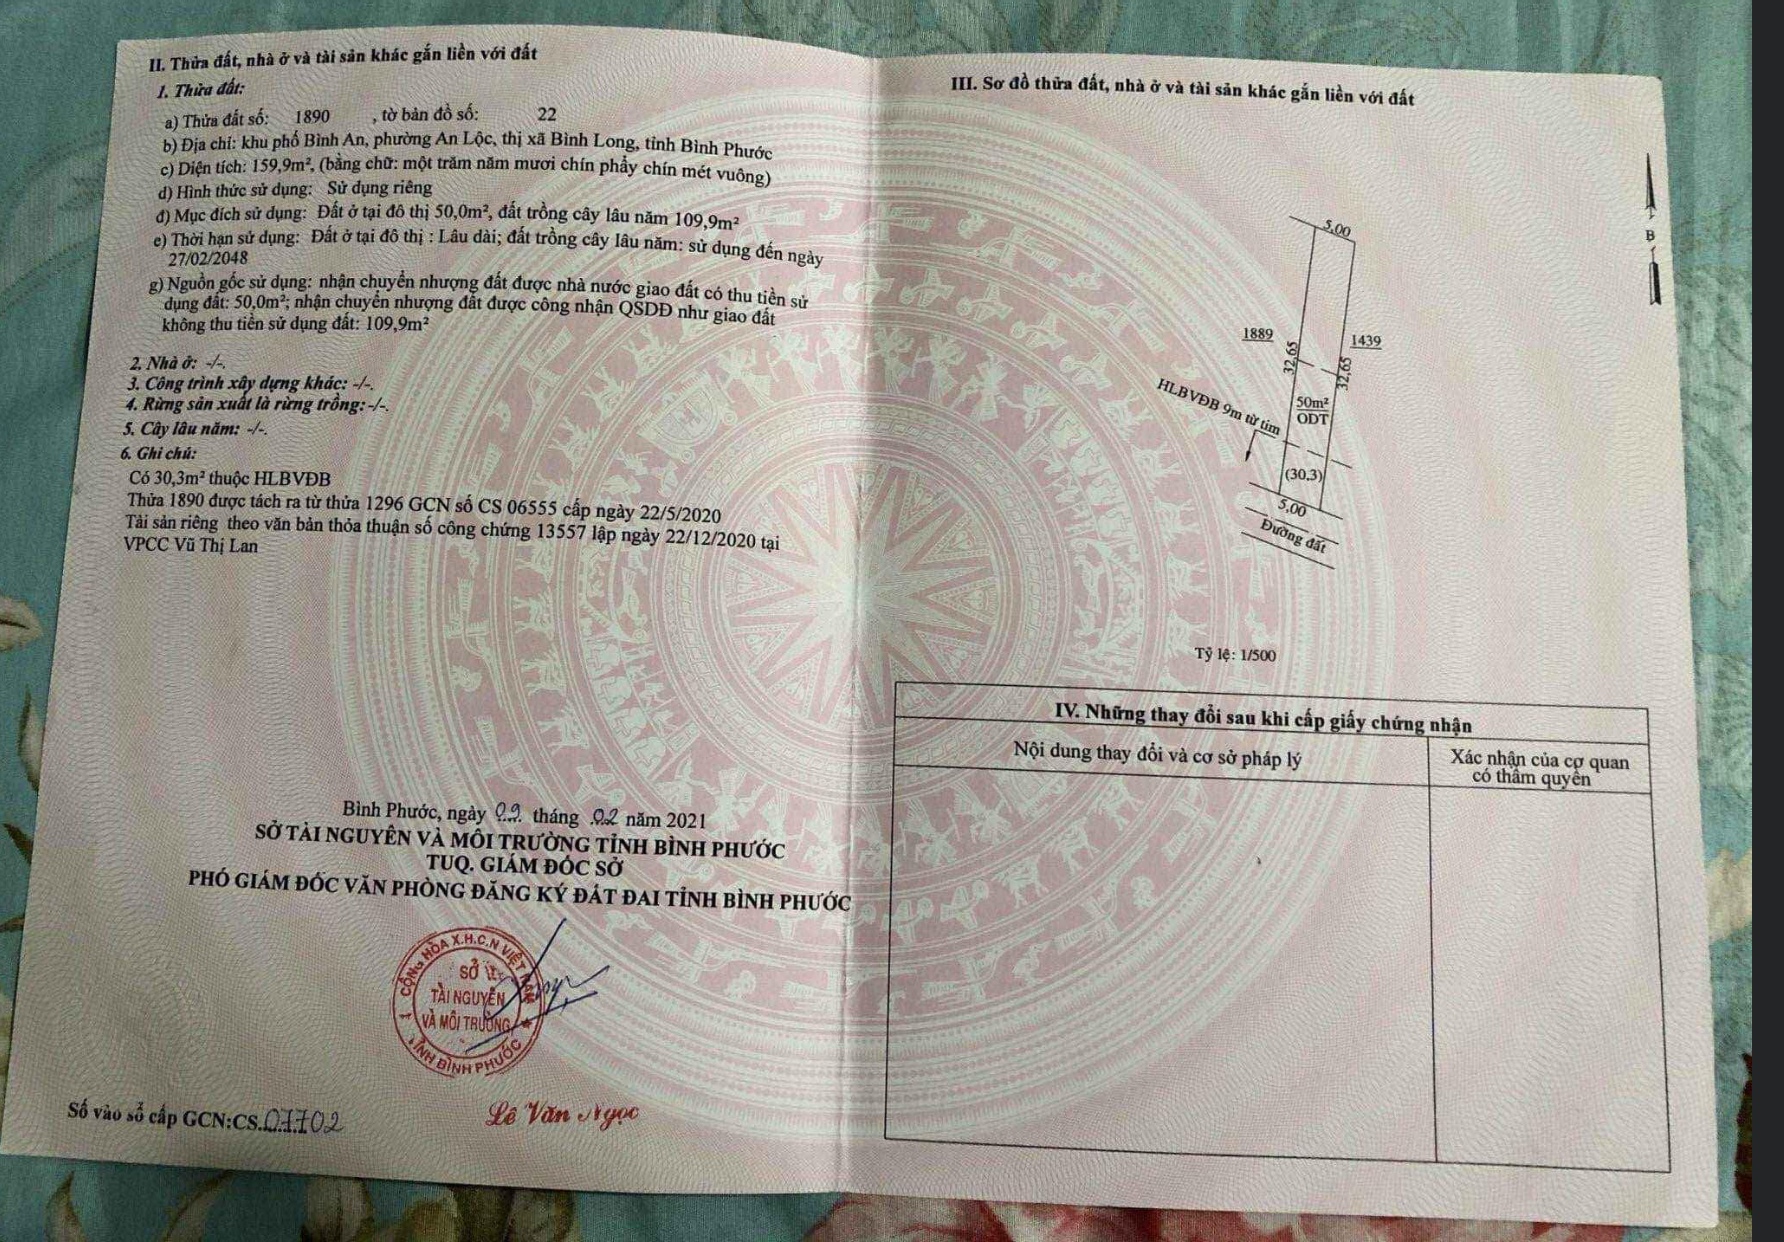 II. Thửa đất, nhà ở và tài sản khác gắn liền với đất
1. Thửa đất:
a) Thửa đất số: 1890 , tờ bản đồ số: 22
b) Địa chỉ: khu phố Bình An, phường An Lộc, thị xã Bình Long, tỉnh Bình Phước
c) Diện tích: 159,9m², (bằng chữ: một trăm năm mươi chín phẩy chín mét vuông)
d) Hình thức sử dụng: Sử dụng riêng
đ) Mục đích sử dụng: Đất ở tại đô thị 50,0m², đất trồng cây lâu năm 109,9m²
e) Thời hạn sử dụng: Đất ở tại đô thị : Lâu dài; đất trồng cây lâu năm: sử dụng đến ngày
27/02/2048
g) Nguồn gốc sử dụng: nhận chuyển nhượng đất được nhà nước giao đất có thu tiền sử
dụng đất: 50,0m²; nhận chuyển nhượng đất được công nhận QSDĐ như giao đất
không thu tiền sử dụng đất: 109,9m²
2. Nhà ở: -/-.
3. Công trình xây dựng khác: -/-.
4. Rừng sản xuất là rừng trồng:-/-.
5. Cây lâu năm: -/-.
6. Ghi chú:
Có 30,3m² thuộc HLBVĐB
Thửa 1890 được tách ra từ thửa 1296 GCN số CS 06555 cấp ngày 22/5/2020
Tài sản riêng theo văn bản thỏa thuận số công chứng 13557 lập ngày 22/12/2020 tại
VPCC Vũ Thị Lan
Bình Phước, ngày 09 tháng 02 năm 2021
SỞ TÀI NGUYÊN VÀ MÔI TRƯỜNG TỈNH BÌNH PHƯỚC
TUQ. GIÁM ĐỐC SỞ
PHÓ GIÁM ĐỐC VĂN PHÒNG ĐĂNG KÝ ĐẤT ĐAI TỈNH BÌNH PHƯỚC
CỘNG HÒA X.H.C.N VIỆT NAM
SỞ
TÀI NGUYÊN
VÀ MÔI TRƯỜNG
TỈNH BÌNH PHƯỚC
Lê Văn Ngọc
Số vào sổ cấp GCN:CS.07702
III. Sơ đồ thửa đất, nhà ở và tài sản khác gắn liền với đất
B
5,00
1889
1439
32,65
32,65
HLBVĐB 9m từ tim
50m²
ODT
(30,3)
5,00
Đường đất
Tỷ lệ: 1/500
IV. Những thay đổi sau khi cấp giấy chứng nhận
Nội dung thay đổi và cơ sở pháp lý
Xác nhận của cơ quan
có thẩm quyền